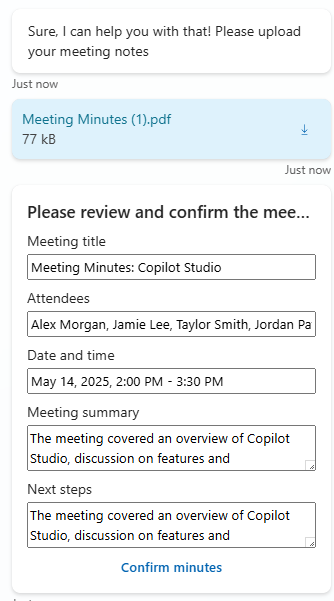 Sure, I can help you with that! Please upload
your meeting notes
Just now
Meeting Minutes (1).pdf
77 kB
Just now
Please review and confirm the mee...
Meeting title
Meeting Minutes: Copilot Studio
Attendees
Alex Morgan, Jamie Lee, Taylor Smith, Jordan Pa
Date and time
May 14, 2025, 2:00 PM - 3:30 PM
Meeting summary
The meeting covered an overview of Copilot
Studio, discussion on features and
Next steps
The meeting covered an overview of Copilot
Studio, discussion on features and
Confirm minutes